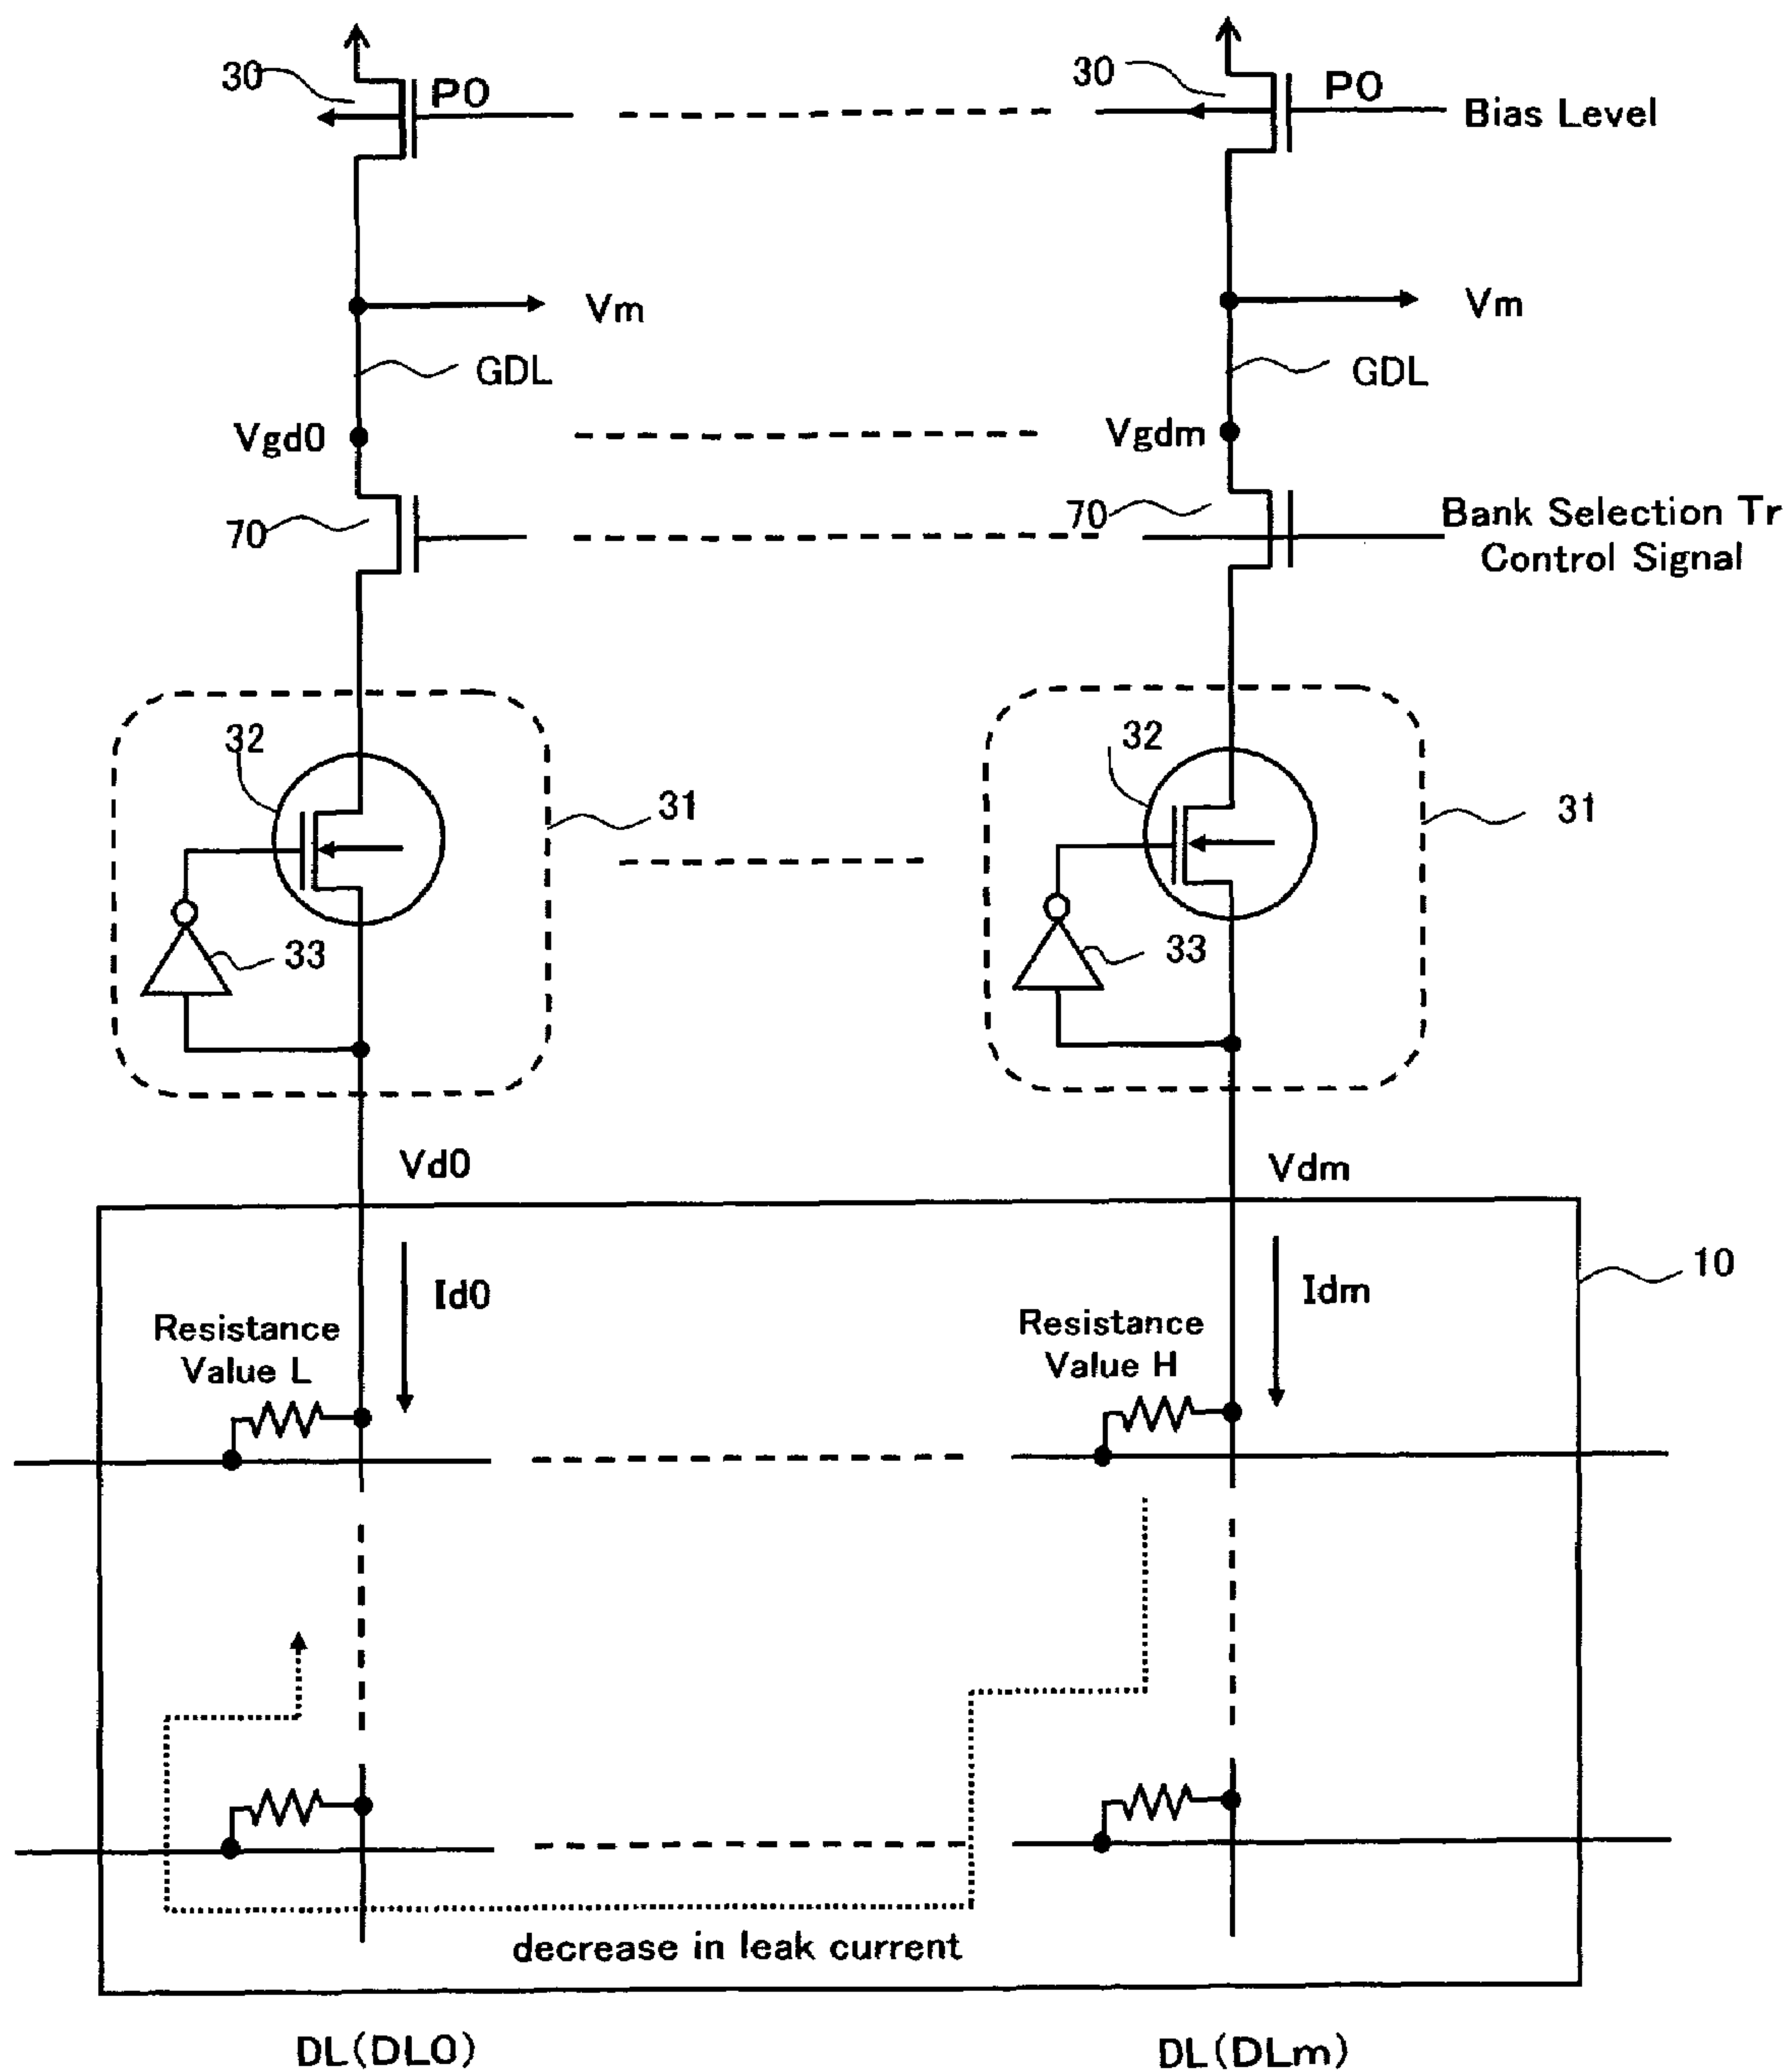 30 P0 30 P0 Bias Level
Vm Vm
GDL GDL
Vgd0 Vgdm
70 70 Bank Selection Tr
Control Signal
32 32
31 31
33 33
Vd0 Vdm
10
Id0 Idm
Resistance
Value L
Resistance
Value H
decrease in leak current
DL(DL0) DL(DLm)